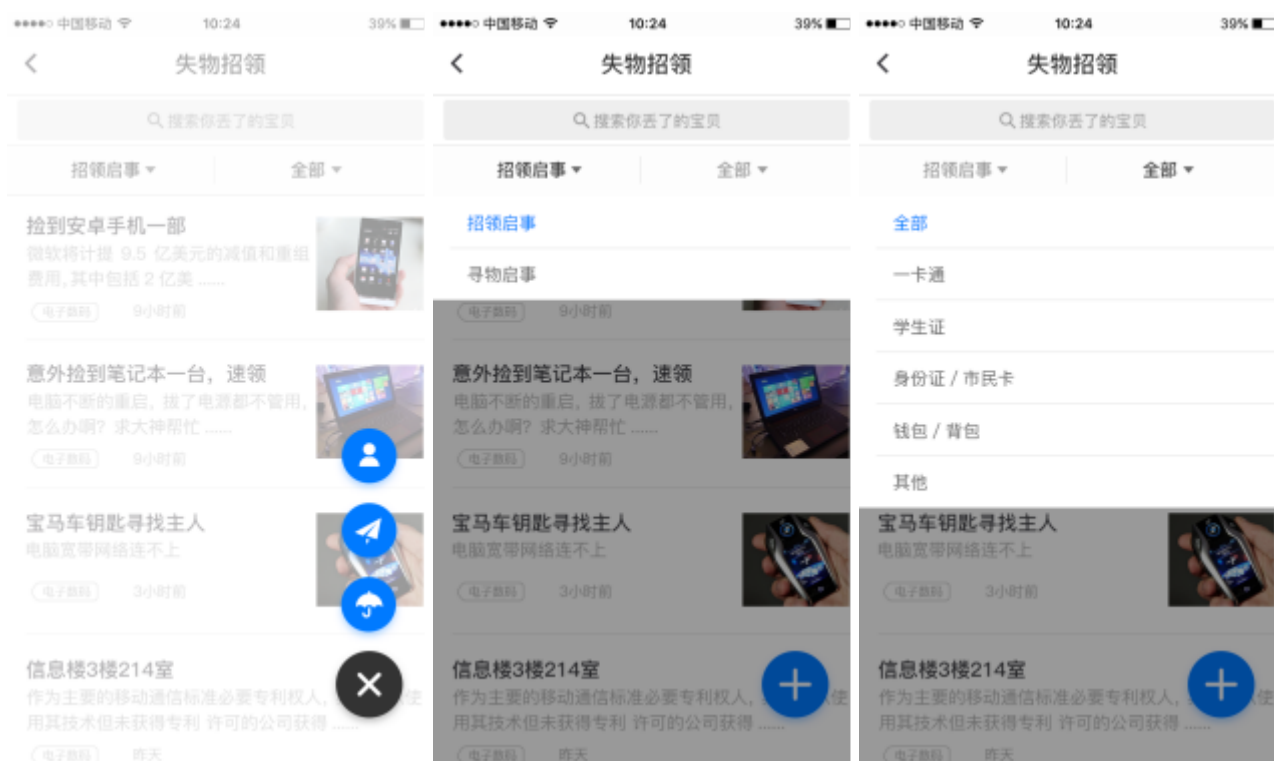 中国移动 10:24 39%
失物招领
搜索你丢了的宝贝
招领启事 全部
捡到安卓手机一部
微软将计提 9.5 亿美元的减值和重组
费用,其中包括 2 亿美 ......
电子数码 9小时前
意外捡到笔记本一台，速领
电脑不断的重启，拔了电源都不管用，
怎么办啊？求大神帮忙 ......
电子数码 9小时前
宝马车钥匙寻找主人
电脑宽带网络连不上
电子数码 3小时前
信息楼3楼214室
作为主要的移动通信标准必要专利权人， 使
用其技术但未获得专利 许可的公司获得 ......
电子数码 昨天
中国移动 10:24 39%
失物招领
搜索你丢了的宝贝
招领启事 全部
招领启事
寻物启事
电子数码 9小时前
意外捡到笔记本一台，速领
电脑不断的重启，拔了电源都不管用，
怎么办啊？求大神帮忙 ......
电子数码 9小时前
宝马车钥匙寻找主人
电脑宽带网络连不上
电子数码 3小时前
信息楼3楼214室
作为主要的移动通信标准必要专利权人， 使
用其技术但未获得专利 许可的公司获得 ......
电子数码 昨天
中国移动 10:24 39%
失物招领
搜索你丢了的宝贝
招领启事 全部
全部
一卡通
学生证
身份证 / 市民卡
钱包 / 背包
其他
宝马车钥匙寻找主人
电脑宽带网络连不上
电子数码 3小时前
信息楼3楼214室
作为主要的移动通信标准必要专利权人， 使
用其技术但未获得专利 许可的公司获得 ......
电子数码 昨天